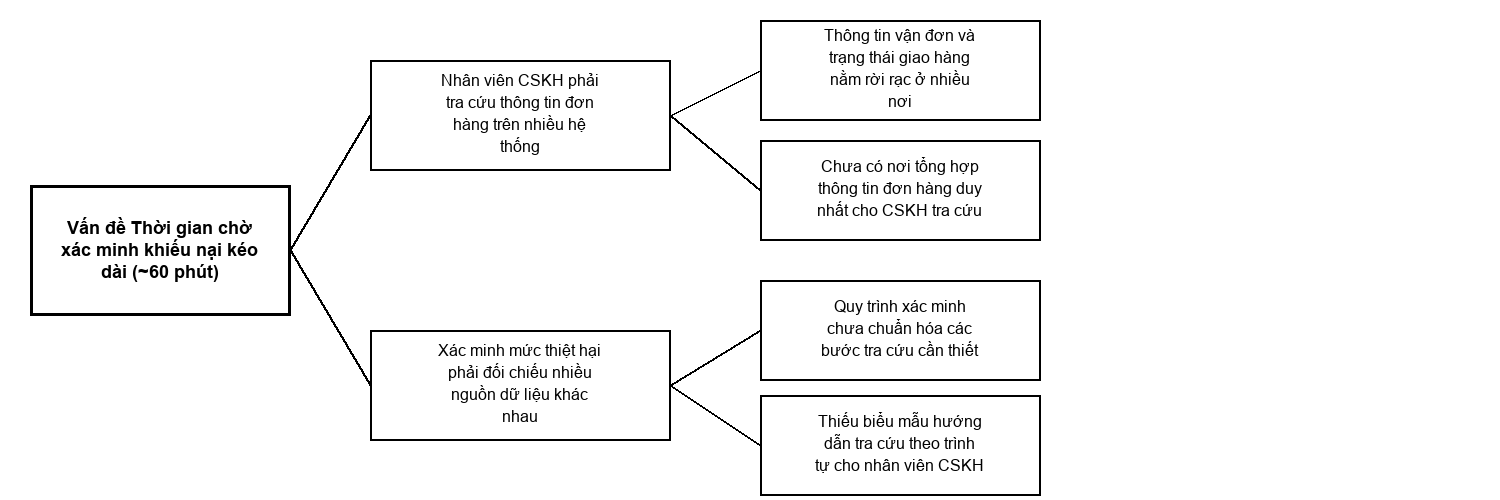 Vấn đề Thời gian chờ
xác minh khiếu nại kéo
dài (~60 phút)
Nhân viên CSKH phải
tra cứu thông tin đơn
hàng trên nhiều hệ
thống
Thông tin vận đơn và
trạng thái giao hàng
nằm rời rạc ở nhiều
nơi
Chưa có nơi tổng hợp
thông tin đơn hàng duy
nhất cho CSKH tra cứu
Xác minh mức thiệt hại
phải đối chiếu nhiều
nguồn dữ liệu khác
nhau
Quy trình xác minh
chưa chuẩn hóa các
bước tra cứu cần thiết
Thiếu biểu mẫu hướng
dẫn tra cứu theo trình
tự cho nhân viên CSKH